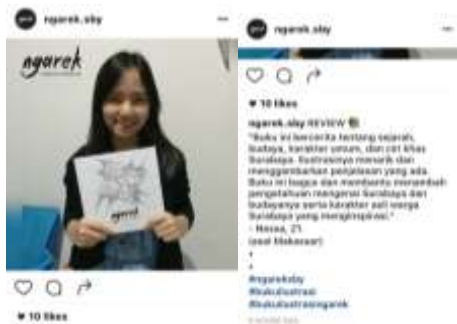 ngarek.sby
ngarek
ngarek
10 likes
ngarek.sby
10 likes
ngarek.sby REVIEW
"Buku ini bercerita tentang sejarah,
budaya, karakter umum, dan ciri khas
Surabaya. Ilustrasinya menarik dan
menggambarkan penjelasan yang ada.
Buku ini bagus dan membantu menambah
pengetahuan mengenai Surabaya dan
budayanya serta karakter asli warga
Surabaya yang menginspirasi."
21.
(asal Makassar)
#ngareksby
#bukuilustrasi
#bukuilustrasingarek